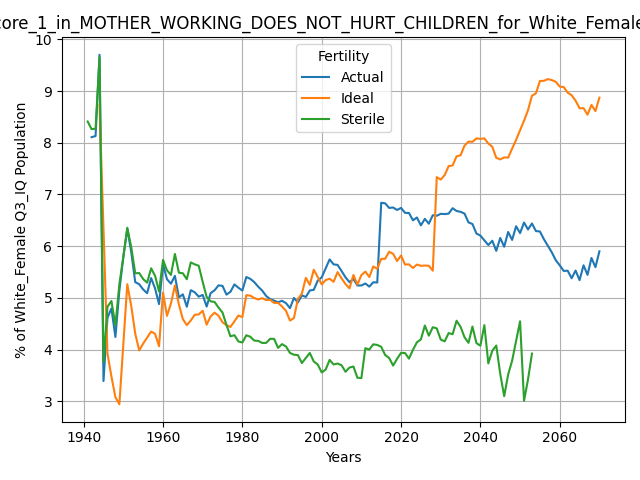 core_1_in_MOTHER_WORKING_DOES_NOT_HURT_CHILDREN_for_White_Female
Fertility
Actual
Ideal
Sterile
% of White_Female Q3_IQ Population
10
9
8
7
6
5
4
3
1940
1960
1980
2000
2020
2040
2060
Years